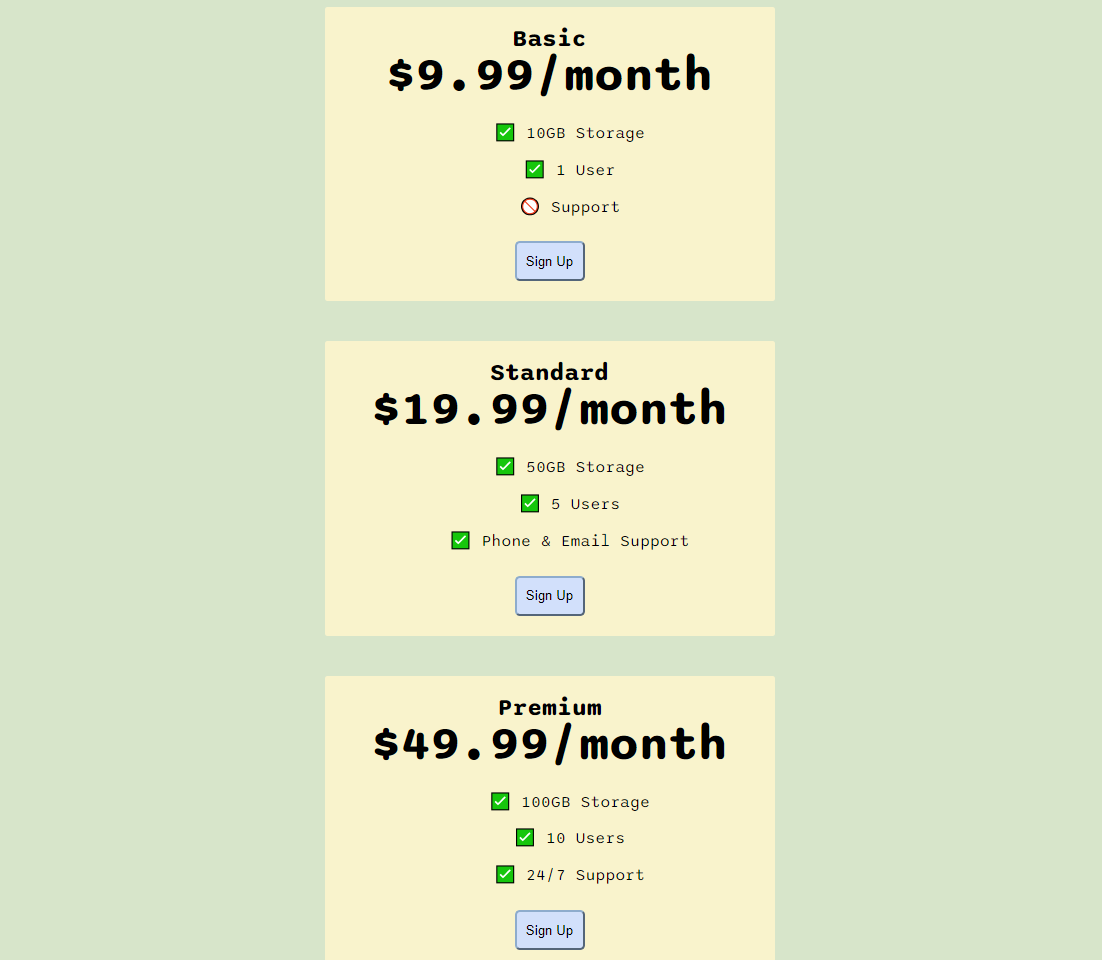 Basic
$9.99/month
✅ 10GB Storage
✅ 1 User
🚫 Support
Sign Up
Standard
$19.99/month
✅ 50GB Storage
✅ 5 Users
✅ Phone & Email Support
Sign Up
Premium
$49.99/month
✅ 100GB Storage
✅ 10 Users
✅ 24/7 Support
Sign Up